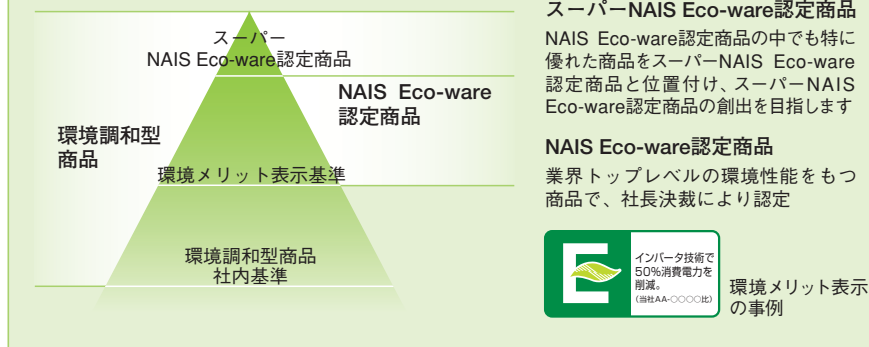 スーパー
NAIS Eco-ware認定商品
NAIS Eco-ware
認定商品
環境調和型
商品
環境メリット表示基準
環境調和型商品
社内基準
スーパーNAIS Eco-ware認定商品
NAIS Eco-ware認定商品の中でも特に
優れた商品をスーパーNAIS Eco-ware
認定商品と位置付け、スーパーNAIS
Eco-ware認定商品の創出を目指します
NAIS Eco-ware認定商品
業界トップレベルの環境性能をもつ
商品で、社長決裁により認定
E
インバータ技術で
50%消費電力を
削減。
(当社AA-○○○○比)
環境メリット表示
の事例